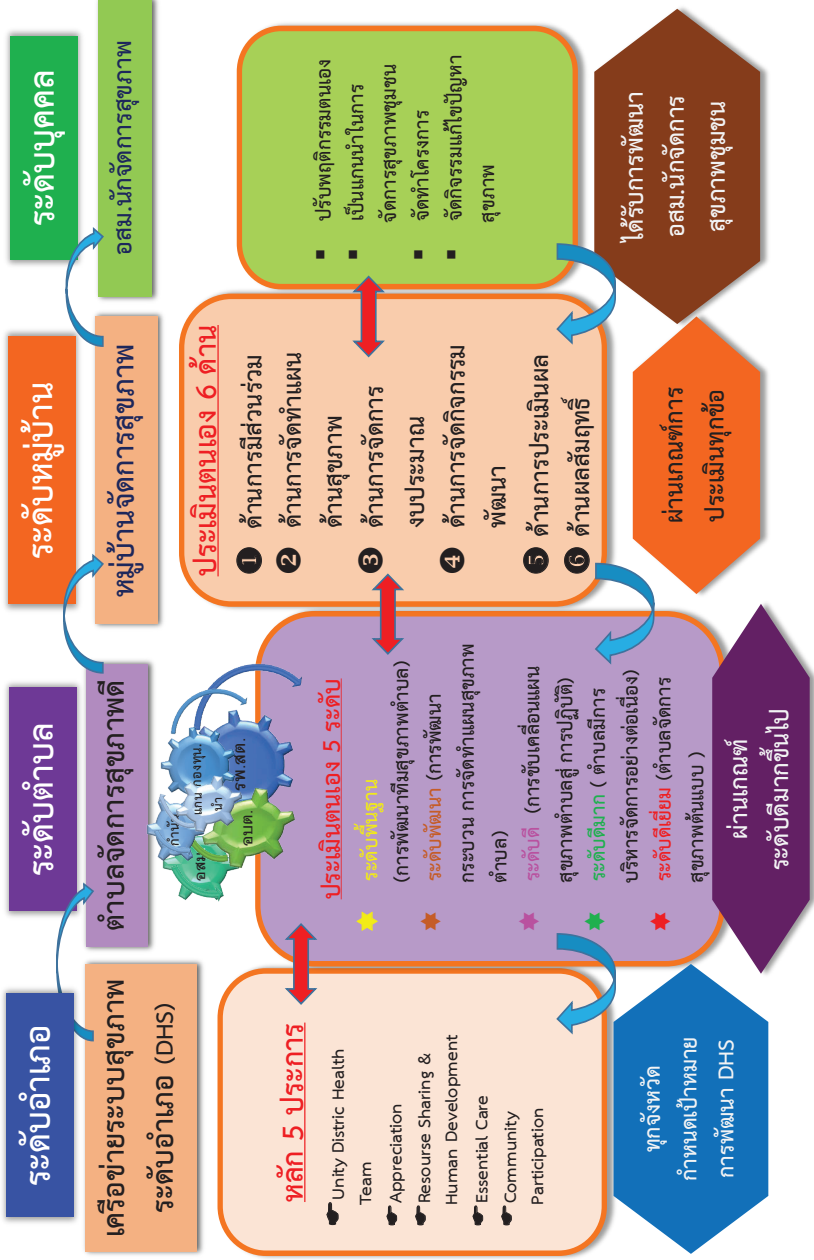 ระดับอำเภอ
เครือข่ายระบบสุขภาพ
ระดับอำเภอ (DHS)
หลัก 5 ประการ
Unity Distric Health
Team
Appreciation
Resourse Sharing &
Human Development
Essential Care
Community
Participation
ทุกจังหวัด
กำหนดเป้าหมาย
การพัฒนา DHS
ระดับตำบล
ตำบลจัดการสุขภาพดี
อสม
กำนั
แกน
นำ
กองทุน.
อบต.
รพ.สต.
ประเมินตนเอง 5 ระดับ
ระดับพื้นฐาน
(การพัฒนาทีมสุขภาพตำบล)
ระดับพัฒนา (การพัฒนา
กระบวน การจัดทำแผนสุขภาพ
ตำบล)
ระดับดี (การขับเคลื่อนแผน
สุขภาพตำบลสู่ การปฏิบัติ)
ระดับดีมาก ( ตำบลมีการ
บริหารจัดการอย่างต่อเนื่อง)
ระดับดีเยี่ยม (ตำบลจัดการ
สุขภาพต้นแบบ )
ผ่านเกณฑ์
ระดับดีมากขึ้นไป
ระดับหมู่บ้าน
หมู่บ้านจัดการสุขภาพ
ประเมินตนเอง 6 ด้าน
❶ ด้านการมีส่วนร่วม
❷ ด้านการจัดทำแผน
ด้านสุขภาพ
❸ ด้านการจัดการ
งบประมาณ
❹ ด้านการจัดกิจกรรม
พัฒนา
❺ ด้านการประเมินผล
❻ ด้านผลสัมฤทธิ์
ผ่านเกณฑ์การ
ประเมินทุกข้อ
ระดับบุคคล
อสม.นักจัดการสุขภาพ
▪ ปรับพฤติกรรมตนเอง
▪ เป็นแกนนำในการ
จัดการสุขภาพชุมชน
▪ จัดทำโครงการ
▪ จัดกิจกรรมแก้ไขปัญหา
สุขภาพ
ได้รับการพัฒนา
อสม.นักจัดการ
สุขภาพชุมชน